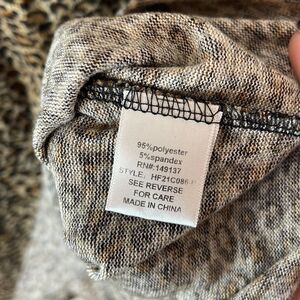 95%polyester
5%spandex
RN#:149137
STYLE. HF21C086
SEE REVERSE
FOR CARE
MADE IN CHINA